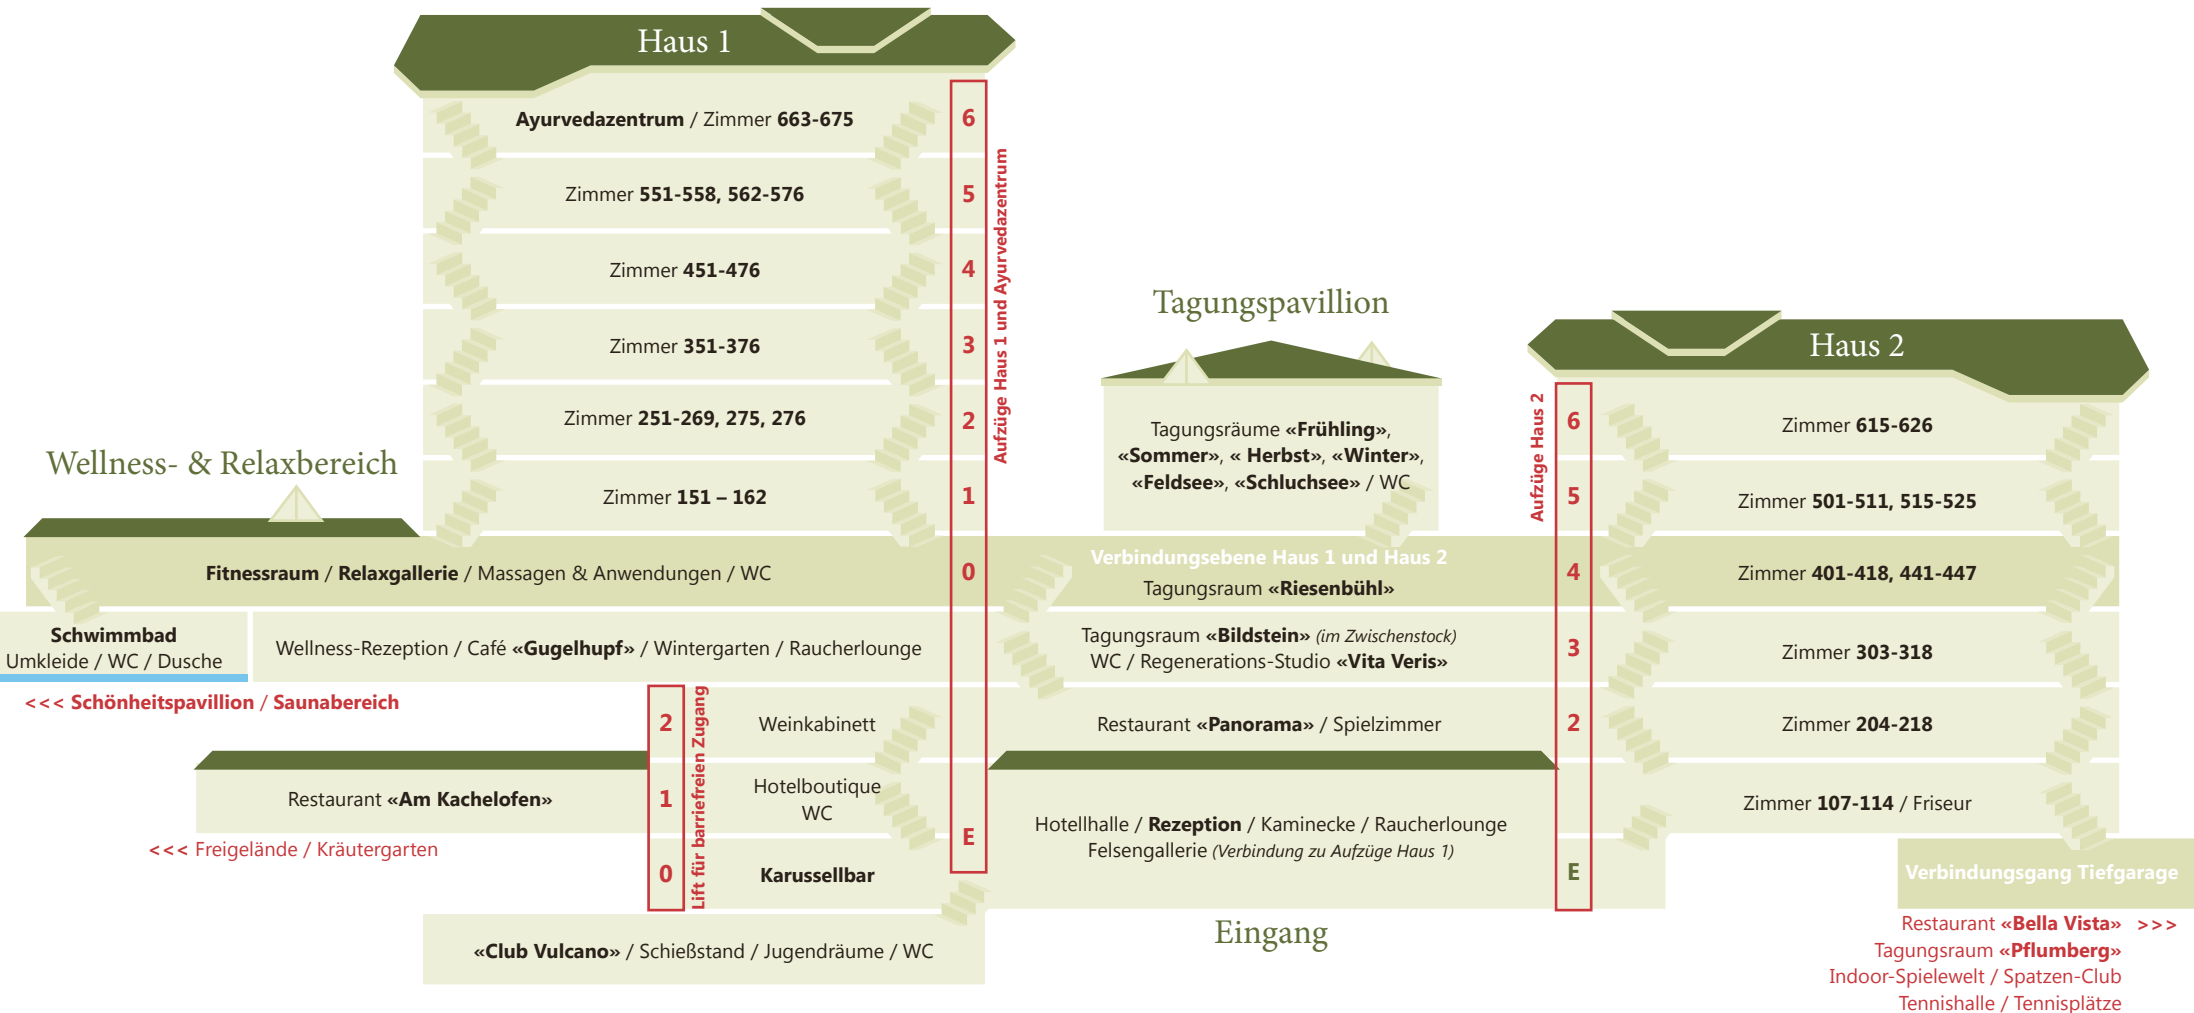 Haus 1
Ayurvedazentrum / Zimmer 663-675
6
Zimmer 551-558, 562-576
5
Zimmer 451-476
4
Zimmer 351-376
3
Zimmer 251-269, 275, 276
2
Zimmer 151 – 162
1
Aufzüge Haus 1 und Ayurvedazentrum
Wellness- & Relaxbereich
Fitnessraum / Relaxgallerie / Massagen & Anwendungen / WC
0
Schwimmbad
Umkleide / WC / Dusche
Wellness-Rezeption / Café «Gugelhupf» / Wintergarten / Raucherlounge
<<< Schönheitspavillion / Saunabereich
2
Weinkabinett
Restaurant «Am Kachelofen»
1
Hotelboutique
WC
<<< Freigelände / Kräutergarten
0
Karussellbar
Lift für barriefreien Zugang
E
«Club Vulcano» / Schießstand / Jugendräume / WC
Tagungspavillion
Tagungsräume «Frühling»,
«Sommer», « Herbst», «Winter»,
«Feldsee», «Schluchsee» / WC
Verbindungsebene Haus 1 und Haus 2
Tagungsraum «Riesenbühl»
Tagungsraum «Bildstein» (im Zwischenstock)
WC / Regenerations-Studio «Vita Veris»
Restaurant «Panorama» / Spielzimmer
Hotellhalle / Rezeption / Kaminecke / Raucherlounge
Felsengallerie (Verbindung zu Aufzüge Haus 1)
Eingang
Haus 2
Aufzüge Haus 2
6
Zimmer 615-626
5
Zimmer 501-511, 515-525
4
Zimmer 401-418, 441-447
3
Zimmer 303-318
2
Zimmer 204-218
Zimmer 107-114 / Friseur
E
Verbindungsgang Tiefgarage
Restaurant «Bella Vista» >>>
Tagungsraum «Pflumberg»
Indoor-Spielewelt / Spatzen-Club
Tennishalle / Tennisplätze